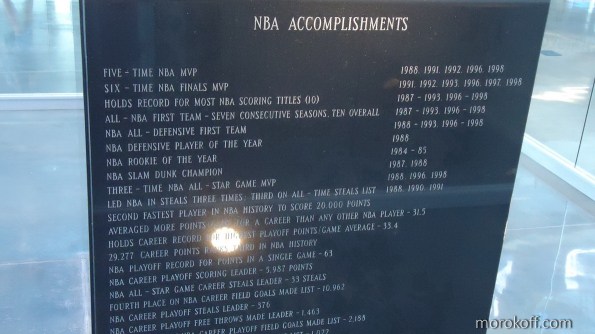 NBA ACCOMPLISHMENTS
FIVE - TIME NBA MVP 1988, 1991, 1992, 1996, 1998
SIX - TIME NBA FINALS MVP 1991, 1992, 1993, 1996, 1997, 1998
HOLDS RECORD FOR MOST NBA SCORING TITLES (10) 1987 - 1993, 1996 - 1998
ALL - NBA FIRST TEAM - SEVEN CONSECUTIVE SEASONS, TEN OVERALL 1987 - 1993, 1996 - 1998
NBA ALL - DEFENSIVE FIRST TEAM 1988 - 1993, 1996 - 1998
NBA DEFENSIVE PLAYER OF THE YEAR 1988
NBA ROOKIE OF THE YEAR 1984 - 85
NBA SLAM DUNK CHAMPION 1987, 1988
THREE - TIME NBA ALL - STAR GAME MVP 1988, 1996, 1998
LED NBA IN STEALS THREE TIMES; THIRD ON ALL - TIME STEALS LIST 1988, 1990, 1991
SECOND FASTEST PLAYER IN NBA HISTORY TO SCORE 20,000 POINTS
AVERAGED MORE POINTS FOR A CAREER THAN ANY OTHER NBA PLAYER - 31.5
HOLDS CAREER RECORD FOR HIGHEST PLAYOFF POINTS/GAME AVERAGE - 33.4
29,277 CAREER POINTS THIRD IN NBA HISTORY
NBA PLAYOFF RECORD FOR POINTS IN A SINGLE GAME - 63
NBA CAREER PLAYOFF SCORING LEADER - 5,987 POINTS
NBA ALL - STAR GAME CAREER STEALS LEADER - 33 STEALS
FOURTH PLACE ON NBA CAREER FIELD GOALS MADE LIST - 10,962
NBA CAREER PLAYOFF STEALS LEADER - 376
NBA CAREER PLAYOFF FREE THROWS MADE LEADER - 1,463
NBA CAREER PLAYOFF FIELD GOALS MADE LIST - 2,188
morokoff.com